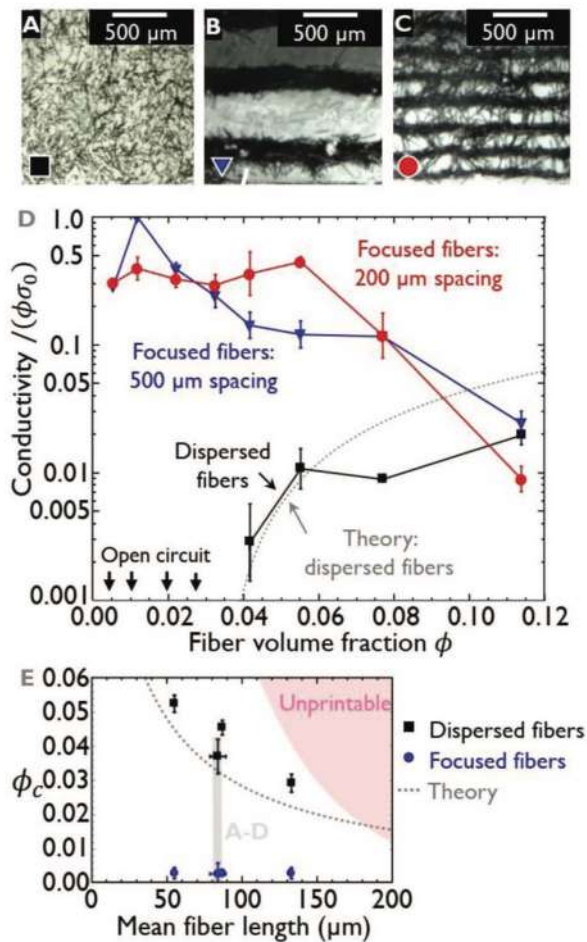 A
500 μm
B
500 μm
C
500 μm
D
Conductivity /(ϕσ₀)
1.0
0.5
0.1
0.05
0.01
0.005
0.001
Focused fibers:
200 μm spacing
Focused fibers:
500 μm spacing
Dispersed
fibers
Theory:
dispersed fibers
Open circuit
0.00 0.02 0.04 0.06 0.08 0.10 0.12
Fiber volume fraction ϕ
E
ϕc
0.06
0.05
0.04
0.03
0.02
0.01
0.00
Unprintable
A-D
Dispersed fibers
Focused fibers
Theory
0 50 100 150 200
Mean fiber length (μm)